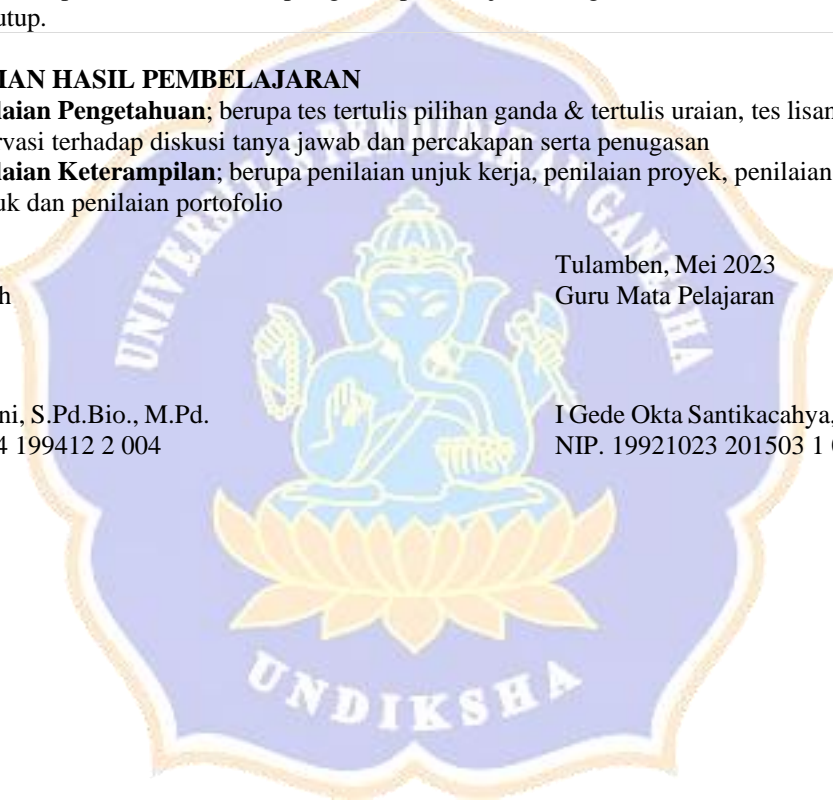 utup.
IAN HASIL PEMBELAJARAN
laian Pengetahuan; berupa tes tertulis pilihan ganda & tertulis uraian, tes lisan
rvasi terhadap diskusi tanya jawab dan percakapan serta penugasan
laian Keterampilan; berupa penilaian unjuk kerja, penilaian proyek, penilaian
uk dan penilaian portofolio
Tulamben, Mei 2023
h Guru Mata Pelajaran
ni, S.Pd.Bio., M.Pd. I Gede Okta Santikacahya,
4 199412 2 004 NIP. 19921023 201503 1
UNIVERSITAS PENDIDIKAN GANESHA
UNDIKSHA